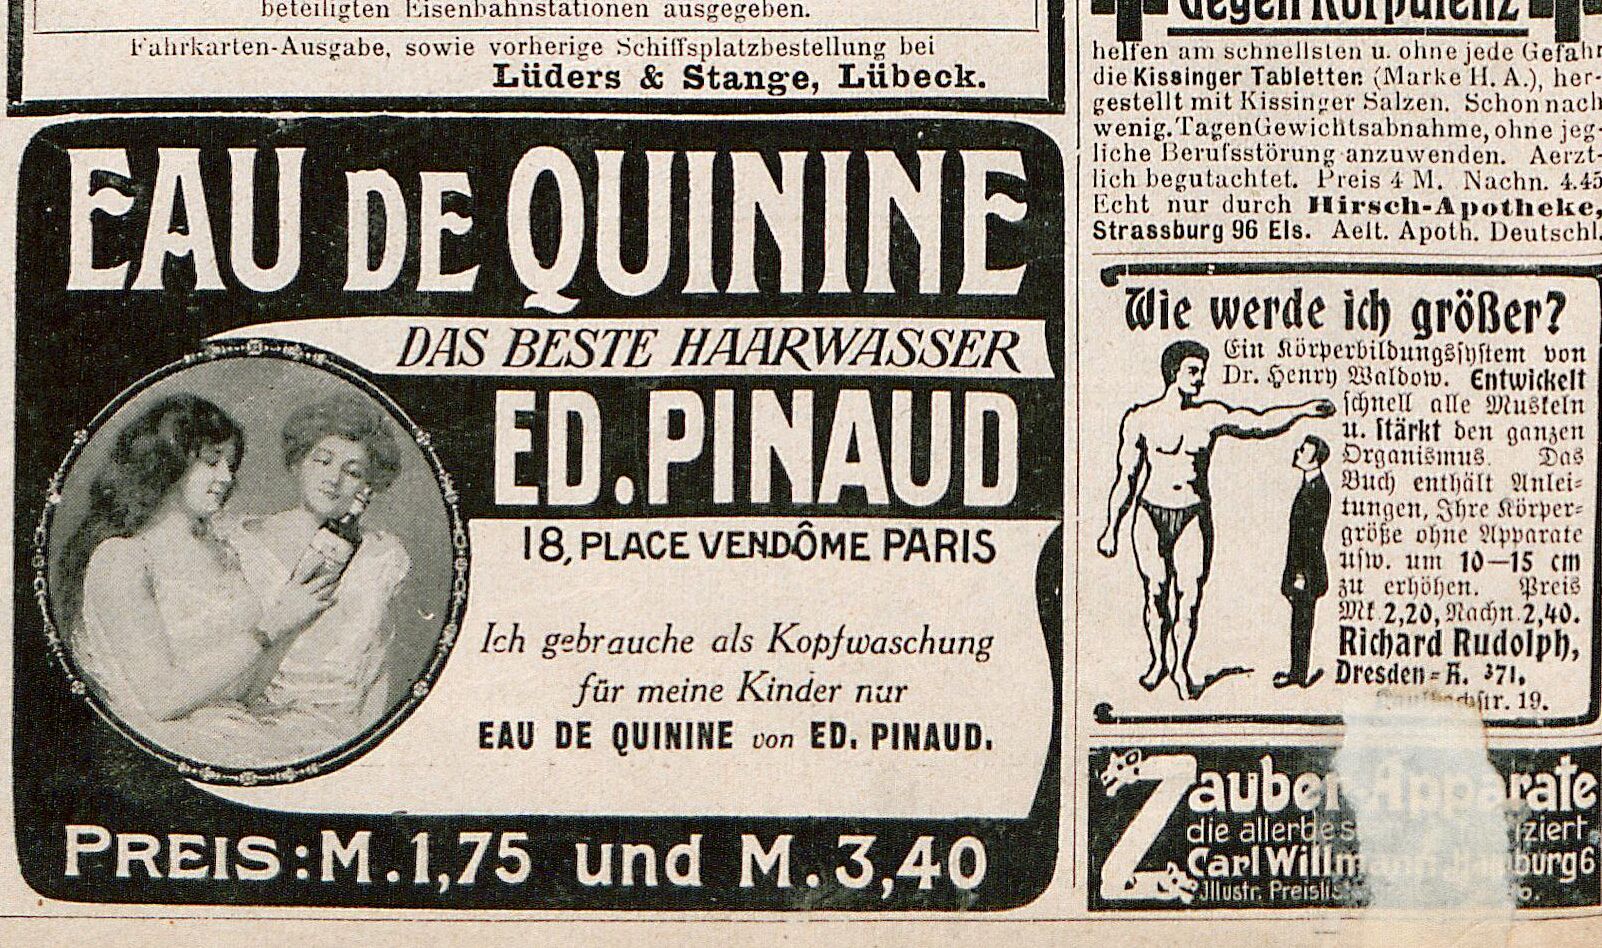 beteiligten Eisenbahnstationen ausgegeben.
Fahrkarten-Ausgabe, sowie vorherige Schiffsplatzbestellung bei
Lüders & Stange, Lübeck.
EAU DE QUININE
DAS BESTE HAARWASSER
ED. PINAUD
18, PLACE VENDÔME PARIS
Ich gebrauche als Kopfwaschung
für meine Kinder nur
EAU DE QUININE von ED. PINAUD.
PREIS: M. 1,75 und M. 3,40
Gegen Korpulenz
helfen am schnellsten u. ohne jede Gefahr
die Kissinger Tabletten (Marke H. A.), her-
gestellt mit Kissinger Salzen. Schon nach
wenig. Tagen Gewichtsabnahme, ohne jeg-
liche Berufsstörung anzuwenden. Aerzt-
lich begutachtet. Preis 4 M. Nachn. 4.45
Echt nur durch Hirsch-Apotheke,
Strassburg 96 Els. Aelt. Apoth. Deutschl.
Wie werde ich größer?
Ein Körperbildungssystem von
Dr. Henry Waldow. Entwickelt
schnell alle Muskeln
u. stärkt den ganzen
Organismus. Das
Buch enthält Anlei-
tungen, Ihre Körper-
größe ohne Apparate
usw. um 10—15 cm
zu erhöhen. Preis
Mk. 2,20, Nachn. 2,40.
Richard Rudolph,
Dresden-A. 371,
19.
Zauber-Apparate
die
Carl Willmann, Hamburg 6
Illustr.